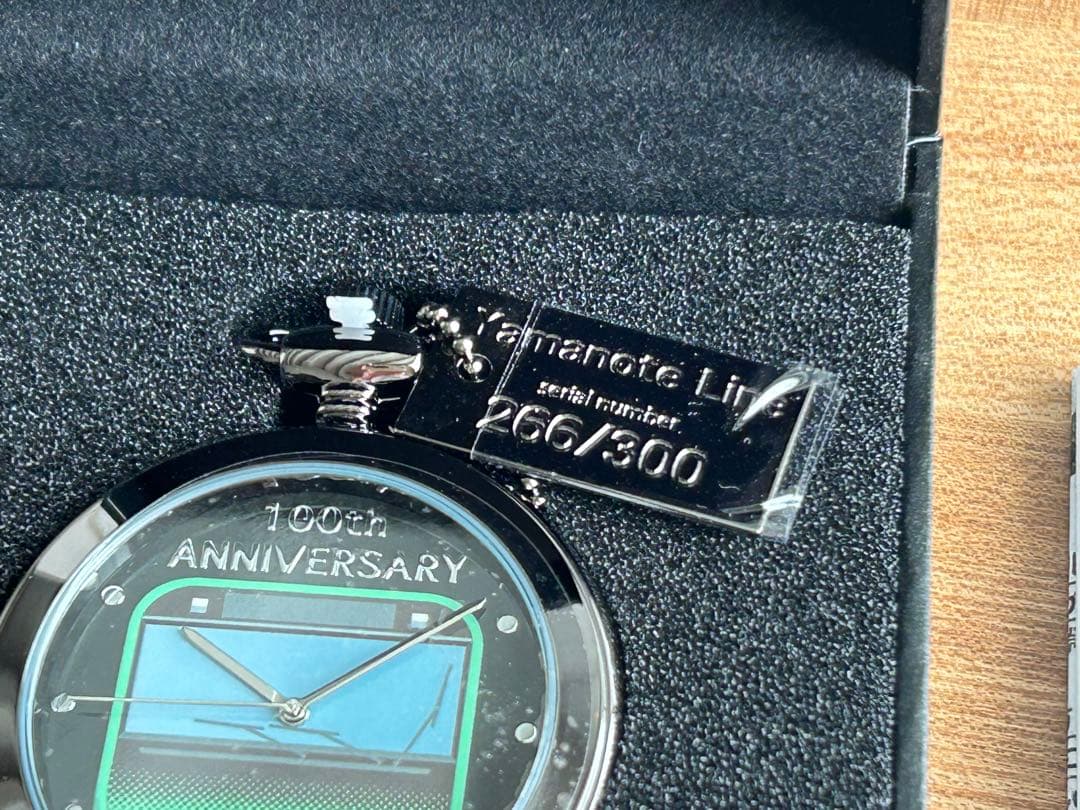 Yamanote Line
serial number
266/300
100th
ANNIVERSARY